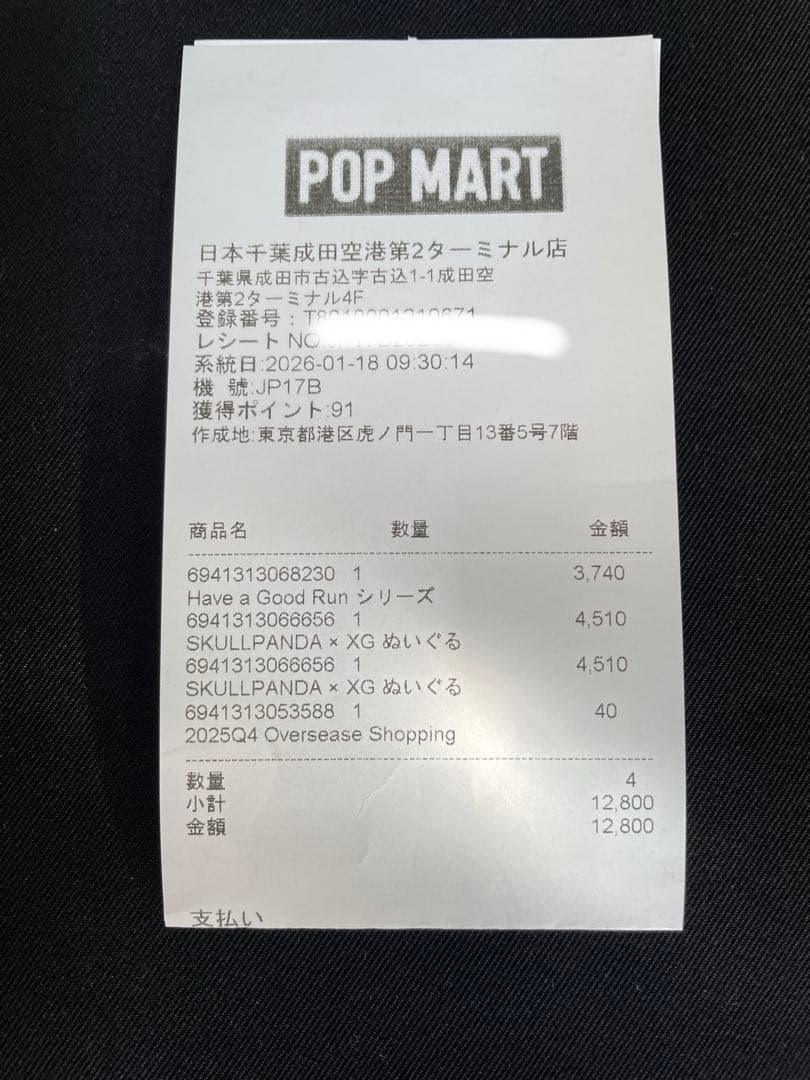 POP MART
日本千葉成田空港第2ターミナル店
千葉県成田市古込字古込1-1成田空
港第2ターミナル4F
登録番号:
レシート NO.
系統日:2026-01-18 09:30:14
機 號:JP17B
獲得ポイント:91
作成地:東京都港区虎ノ門一丁目13番5号7階
商品名 數量 金額
6941313068230 1 3,740
Have a Good Run シリーズ
6941313066656 1 4,510
SKULLPANDA × XG ぬいぐる
6941313066656 1 4,510
SKULLPANDA × XG ぬいぐる
6941313053588 1 40
2025Q4 Oversease Shopping
數量 4
小計 12,800
金額 12,800
支払い